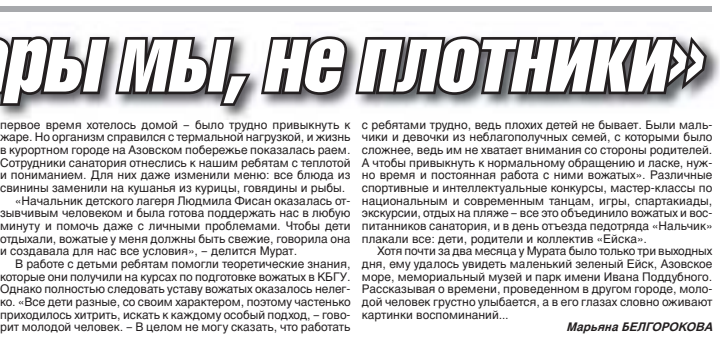 ры мы, не плотники»
первое время хотелось домой – было трудно привыкнуть к
жаре. Но организм справился с термальной нагрузкой, и жизнь
в курортном городе на Азовском побережье показалась раем.
Сотрудники санатория отнеслись к нашим ребятам с теплотой
и пониманием. Для них даже изменили меню: все блюда из
свинины заменили на кушанья из курицы, говядины и рыбы.
«Начальник детского лагеря Людмила Фисан оказалась от-
зывчивым человеком и была готова поддержать нас в любую
минуту и помочь даже с личными проблемами. Чтобы дети
отдыхали, вожатые у меня должны быть свежие, говорила она
и создавала для нас все условия», – делится Мурат.
В работе с детьми ребятам помогли теоретические знания,
которые они получили на курсах по подготовке вожатых в КБГУ.
Однако полностью следовать уставу вожатых оказалось нелег-
ко. «Все дети разные, со своим характером, поэтому частенько
приходилось хитрить, искать к каждому особый подход, – гово-
рит молодой человек. – В целом не могу сказать, что работать
с ребятами трудно, ведь плохих детей не бывает. Были маль-
чики и девочки из неблагополучных семей, с которыми было
сложнее, ведь им не хватает внимания со стороны родителей.
А чтобы привыкнуть к нормальному обращению и ласке, нуж-
но время и постоянная работа с ними вожатых». Различные
спортивные и интеллектуальные конкурсы, мастер-классы по
национальным и современным танцам, игры, спартакиады,
экскурсии, отдых на пляже – все это объединило вожатых и вос-
питанников санатория, и в день отъезда педотряда «Нальчик»
плакали все: дети, родители и коллектив «Ейска».
Хотя почти за два месяца у Мурата было только три выходных
дня, ему удалось увидеть маленький зеленый Ейск, Азовское
море, мемориальный музей и парк имени Ивана Поддубного.
Рассказывая о времени, проведенном в другом городе, моло-
дой человек грустно улыбается, а в его глазах словно оживают
картинки воспоминаний...
Марьяна БЕЛГОРОКОВА